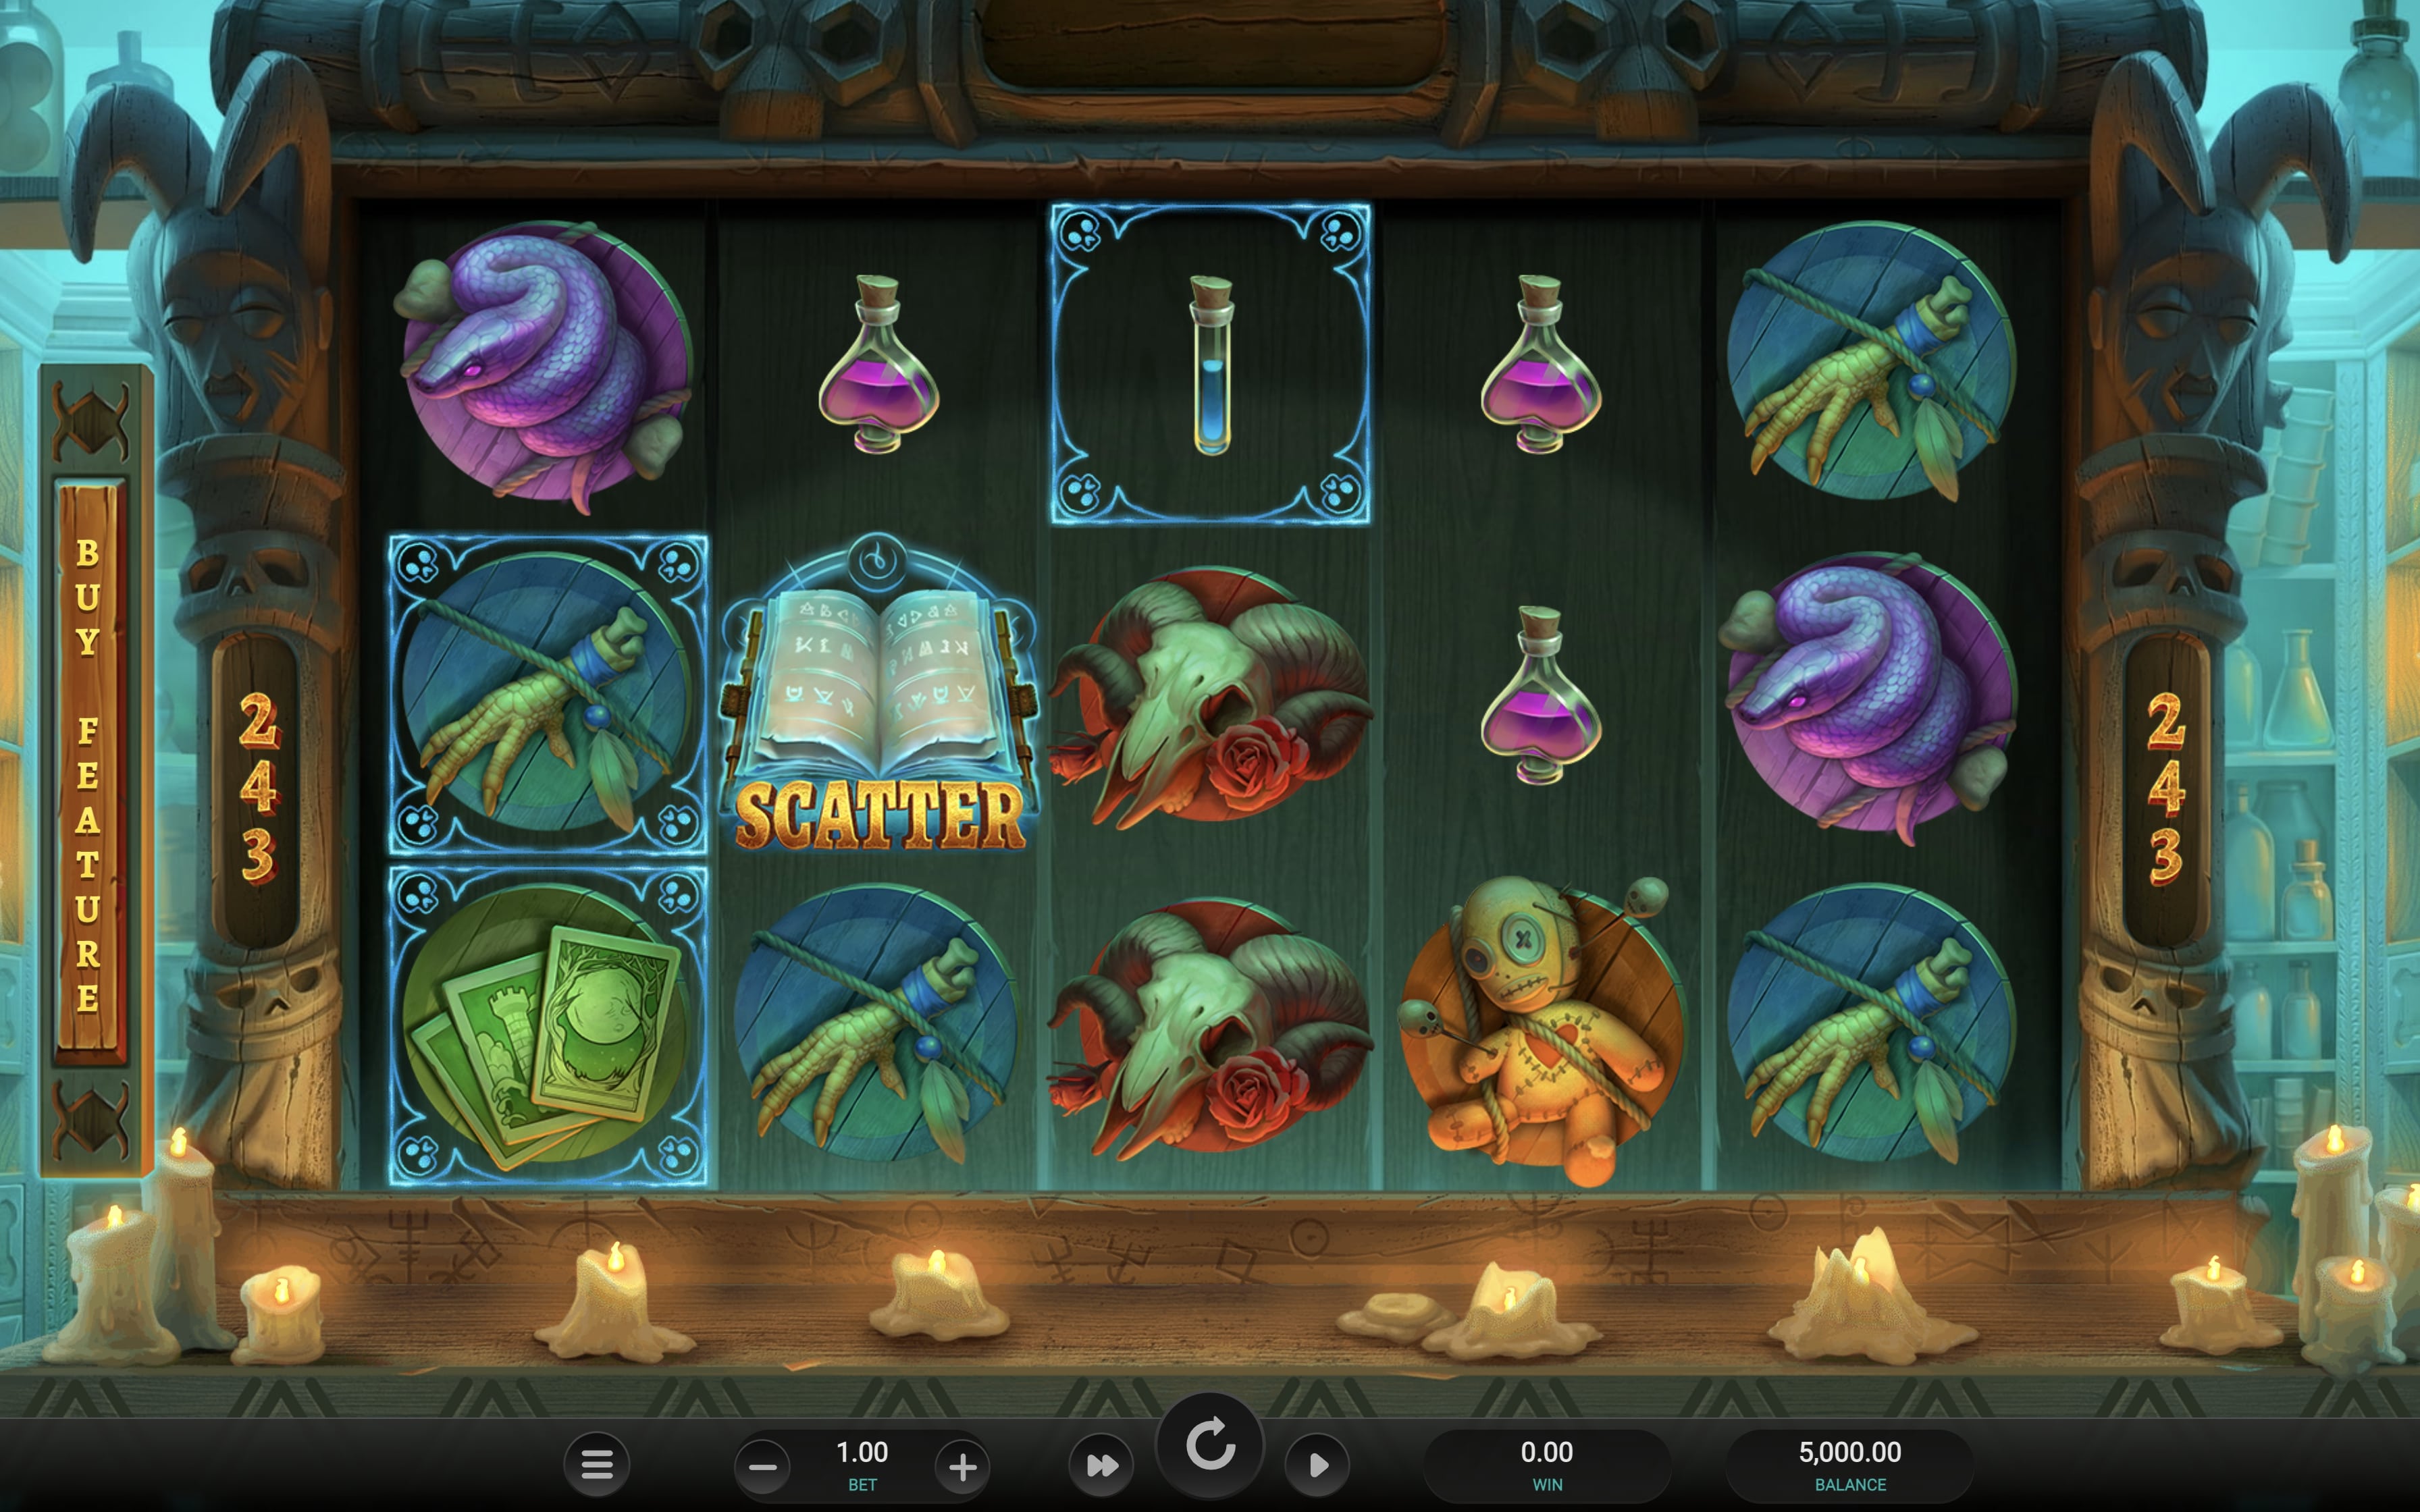 BUY FEATURE
243
243
SCATTER
1.00
BET
0.00
WIN
5,000.00
BALANCE